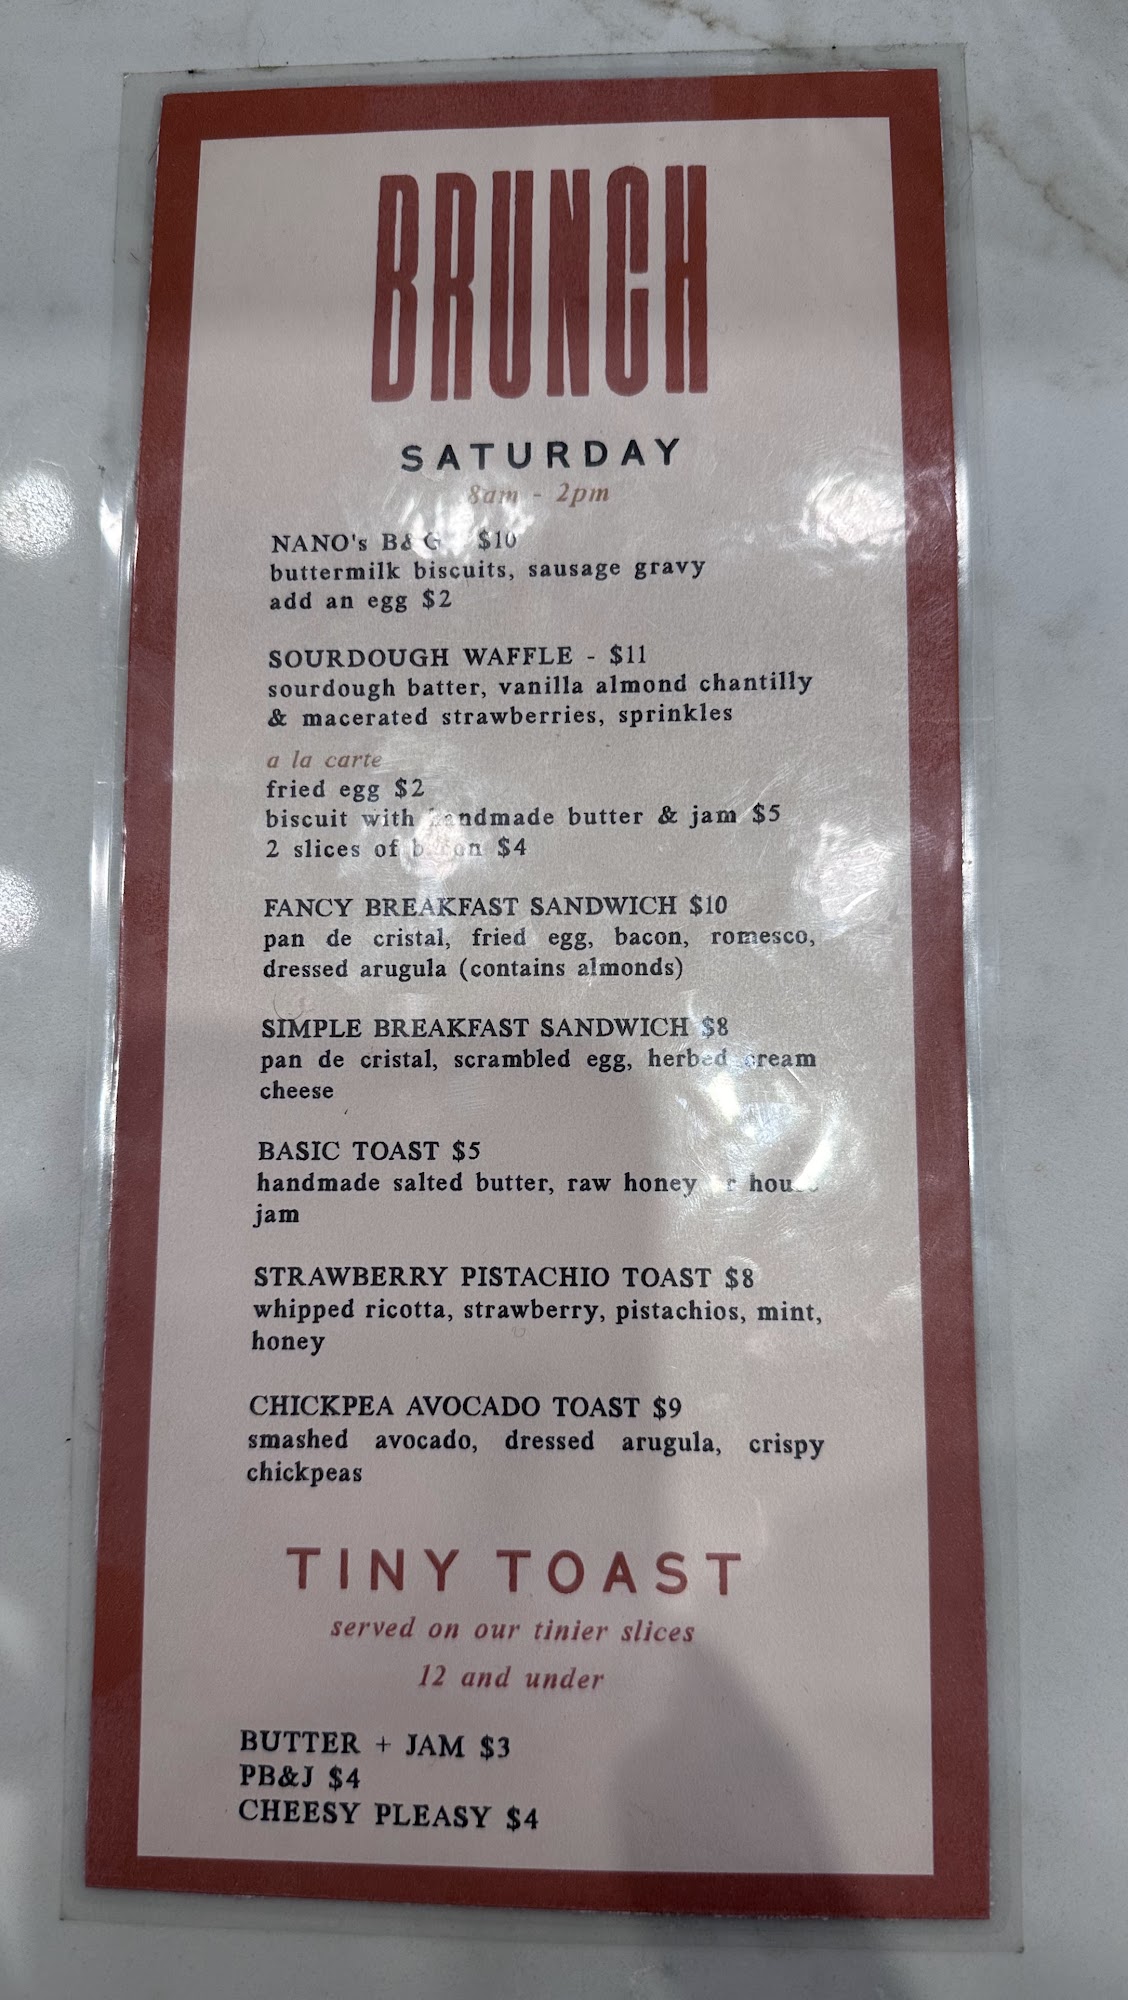 BRUNCH
SATURDAY
8am - 2pm
NANO's B& G $10
buttermilk biscuits, sausage gravy
add an egg $2
SOURDOUGH WAFFLE - $11
sourdough batter, vanilla almond chantilly
& macerated strawberries, sprinkles
a la carte
fried egg $2
biscuit with handmade butter & jam $5
2 slices of bacon $4
FANCY BREAKFAST SANDWICH $10
pan de cristal, fried egg, bacon, romesco,
dressed arugula (contains almonds)
SIMPLE BREAKFAST SANDWICH $8
pan de cristal, scrambled egg, herbed cream
cheese
BASIC TOAST $5
handmade salted butter, raw honey or house
jam
STRAWBERRY PISTACHIO TOAST $8
whipped ricotta, strawberry, pistachios, mint,
honey
CHICKPEA AVOCADO TOAST $9
smashed avocado, dressed arugula, crispy
chickpeas
TINY TOAST
served on our tinier slices
12 and under
BUTTER + JAM $3
PB&J $4
CHEESY PLEASY $4